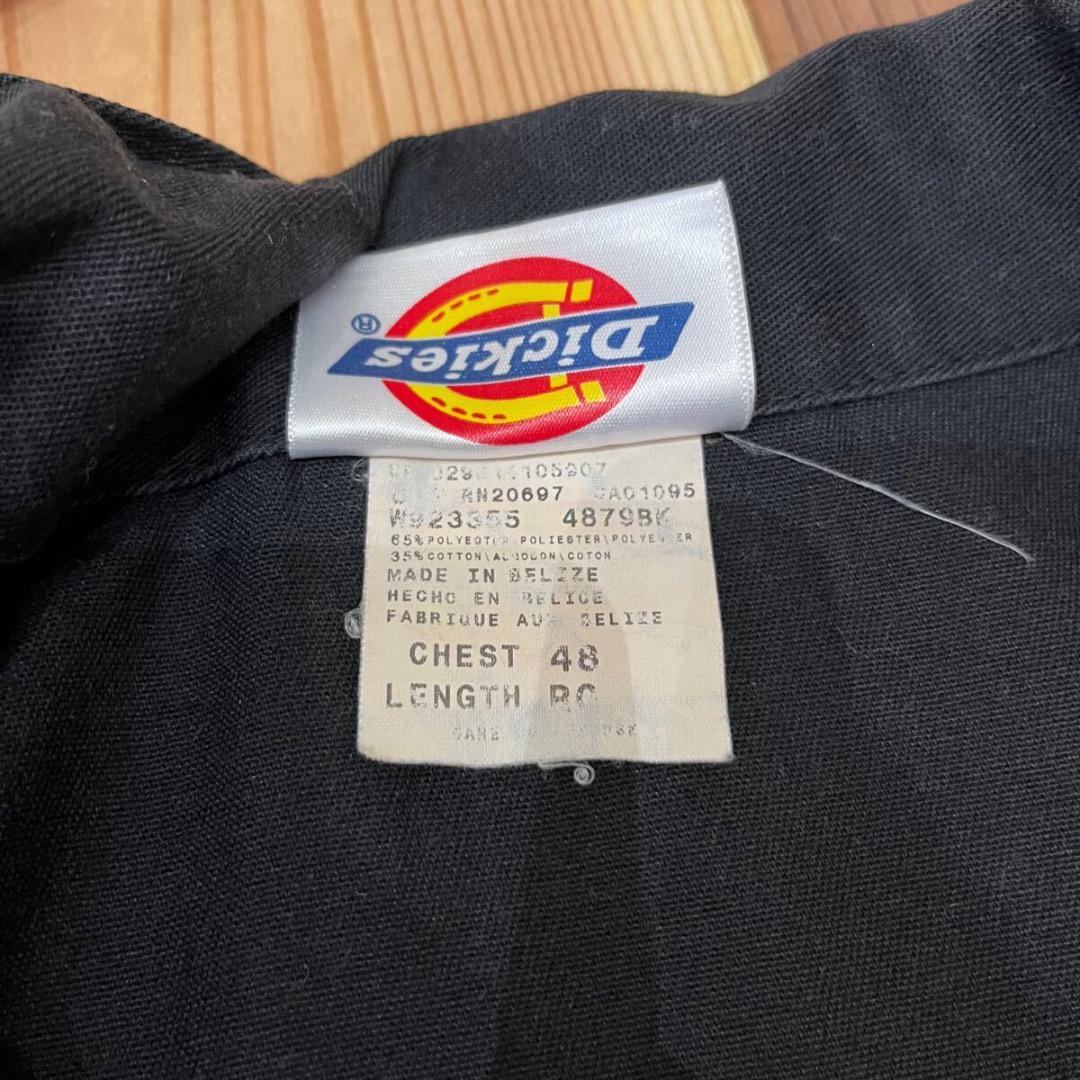 Dickies®
RN20697 CA01095
W923355 4879BK
65% POLYESTER\POLIESTER\POLYESTER
35% COTTON\ALGODON\COTON
MADE IN BELIZE
HECHO EN BELICE
FABRIQUE AU BELIZE
CHEST 48
LENGTH RG
CARE